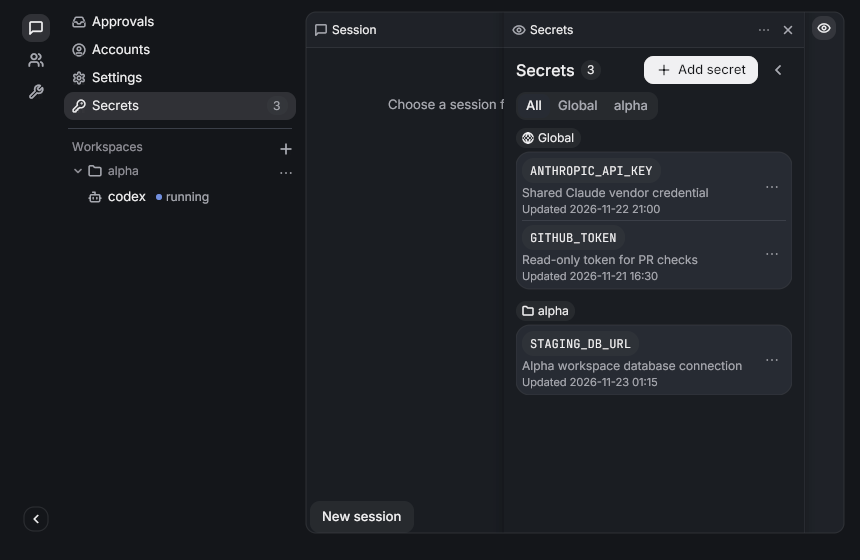 Approvals
Accounts
Settings
Secrets 3
Workspaces
alpha
codex running
Session
Choose a session f
New session
Secrets
Secrets 3
Add secret
All Global alpha
Global
ANTHROPIC_API_KEY
Shared Claude vendor credential
Updated 2026-11-22 21:00
GITHUB_TOKEN
Read-only token for PR checks
Updated 2026-11-21 16:30
alpha
STAGING_DB_URL
Alpha workspace database connection
Updated 2026-11-23 01:15